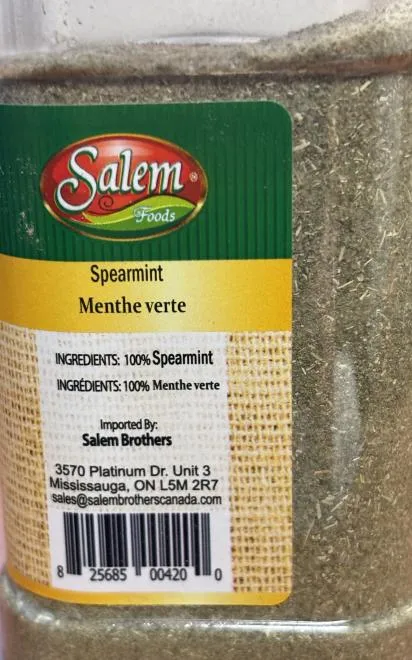 Salem®
Foods
Spearmint
Menthe verte
INGREDIENTS: 100% Spearmint
INGRÉDIENTS: 100% Menthe verte
Imported By:
Salem Brothers
3570 Platinum Dr. Unit 3
Mississauga, ON L5M 2R7
sales@salembrotherscanada.com
8 25685 00420 0